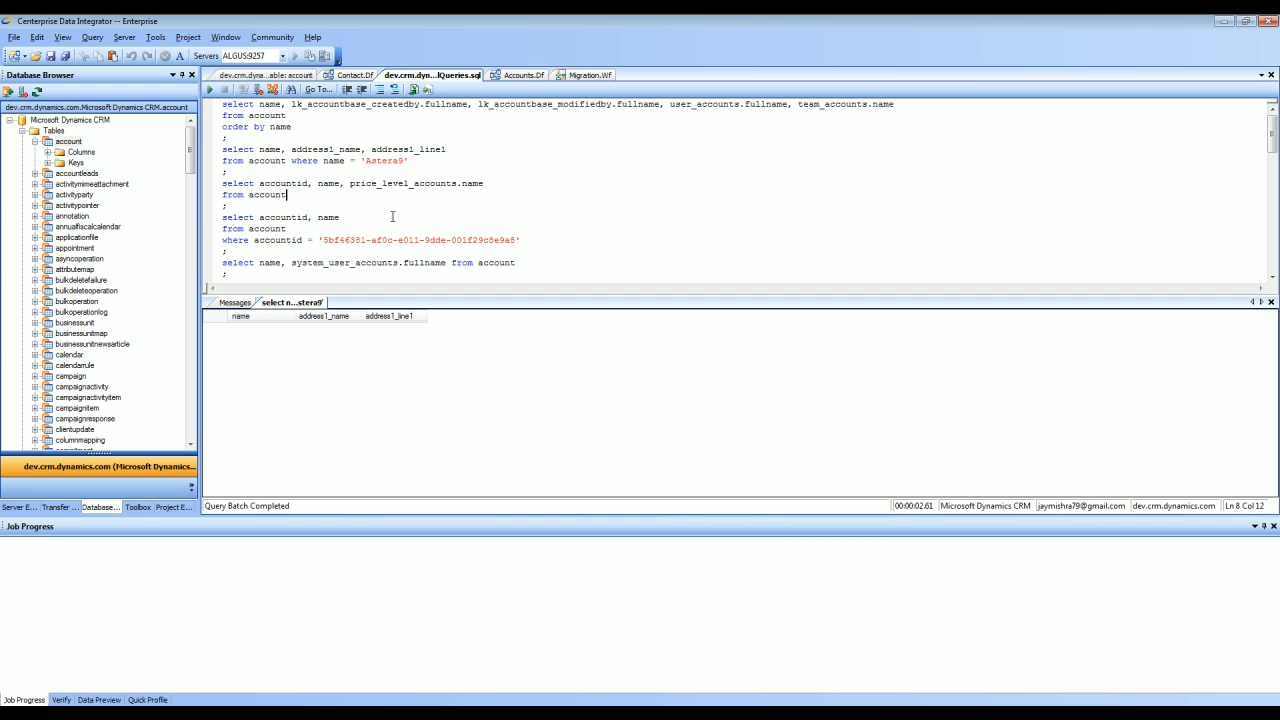 Centerprise Data Integrator -- Enterprise
File Edit View Query Server Tools Project Window Community Help
Servers ALGUS:9257
Database Browser
dev.crm.dyna...able: account Contact.Df dev.crm.dyn...lQueries.sql Accounts.Df Migration.Wf
Go To...
dev.crm.dynamics.com.Microsoft Dynamics CRM.account
Microsoft Dynamics CRM
Tables
account
Columns
Keys
accountleads
activitymimeattachment
activityparty
activitypointer
annotation
annualfiscalcalendar
applicationfile
appointment
asyncoperation
attributemap
bulkdeletefailure
bulkdeleteoperation
bulkoperation
bulkoperationlog
businessunit
businessunitmap
businessunitnewsarticle
calendar
calendarrule
campaign
campaignactivity
campaignactivityitem
campaignitem
campaignresponse
clientupdate
columnmapping
dev.crm.dynamics.com (Microsoft Dynamics...
Server E... Transfer ... Database... Toolbox Project E...
select name, lk_accountbase_createdby.fullname, lk_accountbase_modifiedby.fullname, user_accounts.fullname, team_accounts.name
from account
order by name
;
select name, address1_name, address1_line1
from account where name = 'Astera9'
;
select accountid, name, price_level_accounts.name
from account
;
select accountid, name
from account
where accountid = '5bf46381-af0c-e011-9dde-001f29c8e9a8'
;
select name, system_user_accounts.fullname from account
;
Messages select n...stera9'
name address1_name address1_line1
Query Batch Completed 00:00:02.61 Microsoft Dynamics CRM jaymishra79@gmail.com dev.crm.dynamics.com Ln 8 Col 12
Job Progress
Job Progress Verify Data Preview Quick Profile